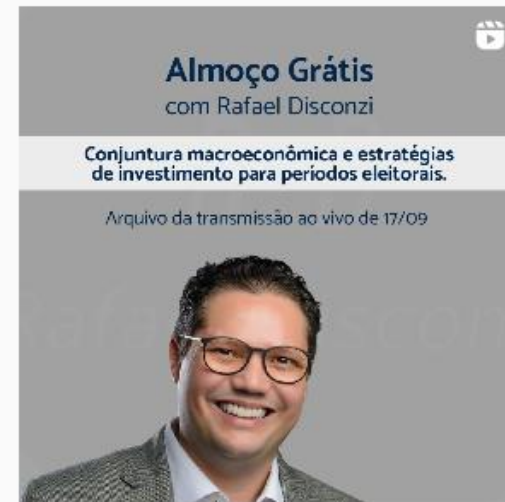 Almoço Grátis
com Rafael Disconzi
Conjuntura macroeconômica e estratégias
de investimento para períodos eleitorais.
Arquivo da transmissão ao vivo de 17/09